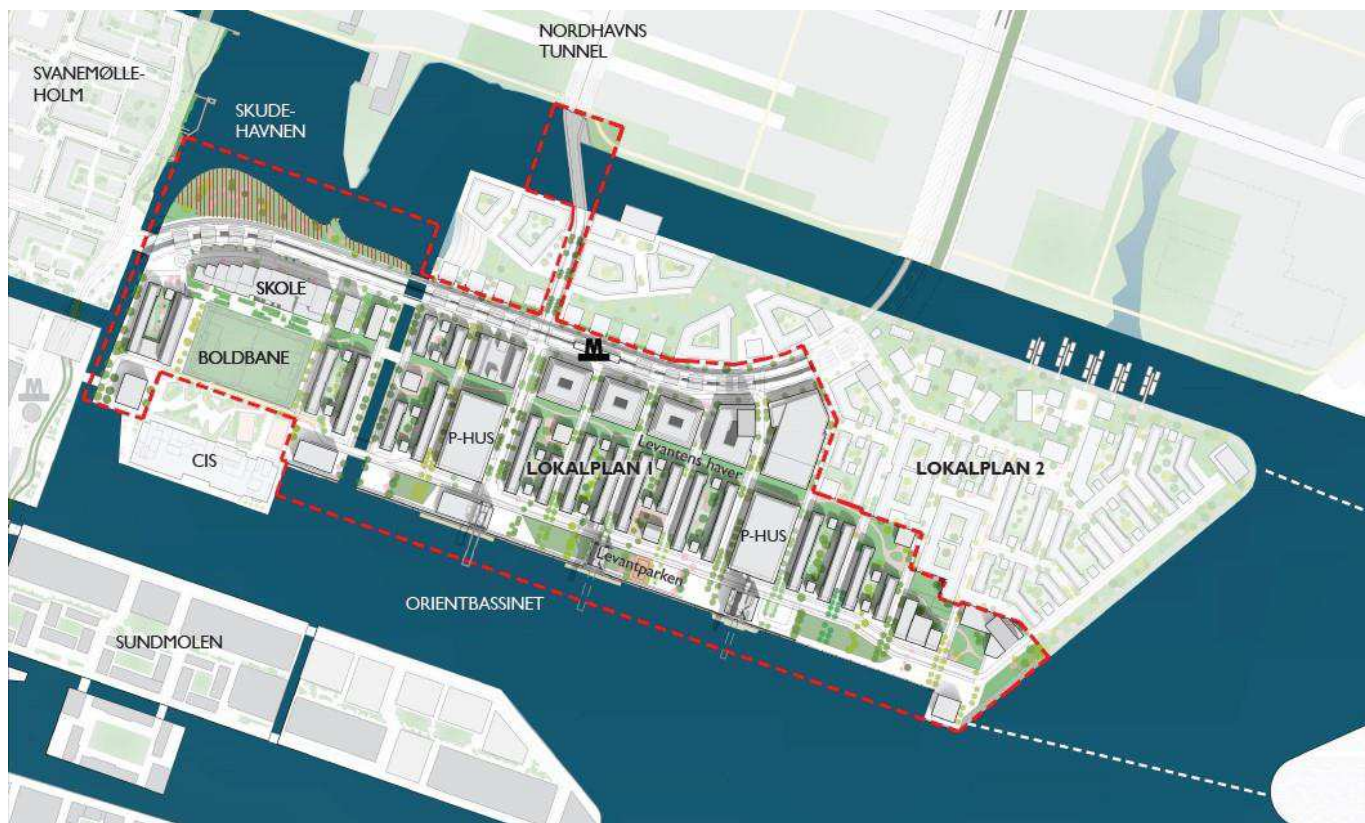 NORDHAVNS
TUNNEL
SVANEMØLLE-
HOLM
SKUDE-
HAVNEN
SKOLE
BOLDBANE
M
M
P-HUS
Levantens haver
LOKALPLAN 1
LOKALPLAN 2
CIS
P-HUS
Levantparken
ORIENTBASSINET
SUNDMOLEN